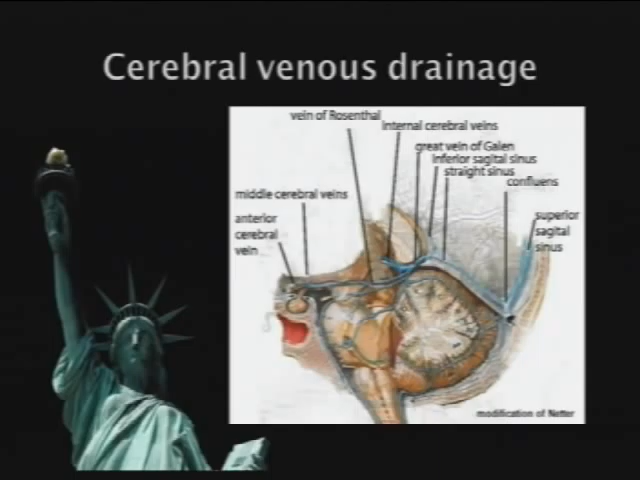 Cerebral venous drainage
vein of Rosenthal
internal cerebral veins
great vein of Galen
inferior sagital sinus
straight sinus
confluens
middle cerebral veins
anterior
cerebral
vein
superior
sagital
sinus
modification of Netter